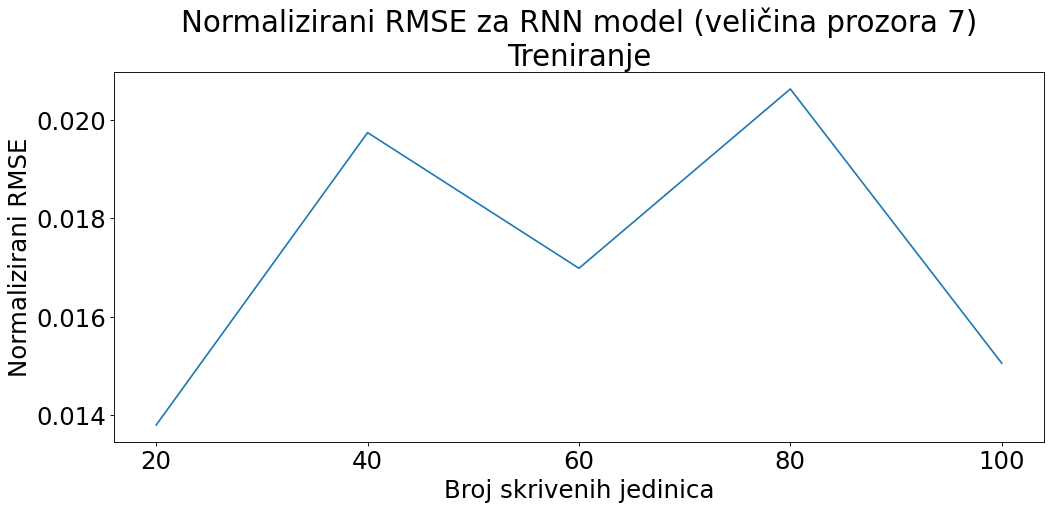 Normalizirani RMSE za RNN model (veličina prozora 7)
Treniranje
Normalizirani RMSE
0.020
0.018
0.016
0.014
20 40 60 80 100
Broj skrivenih jedinica